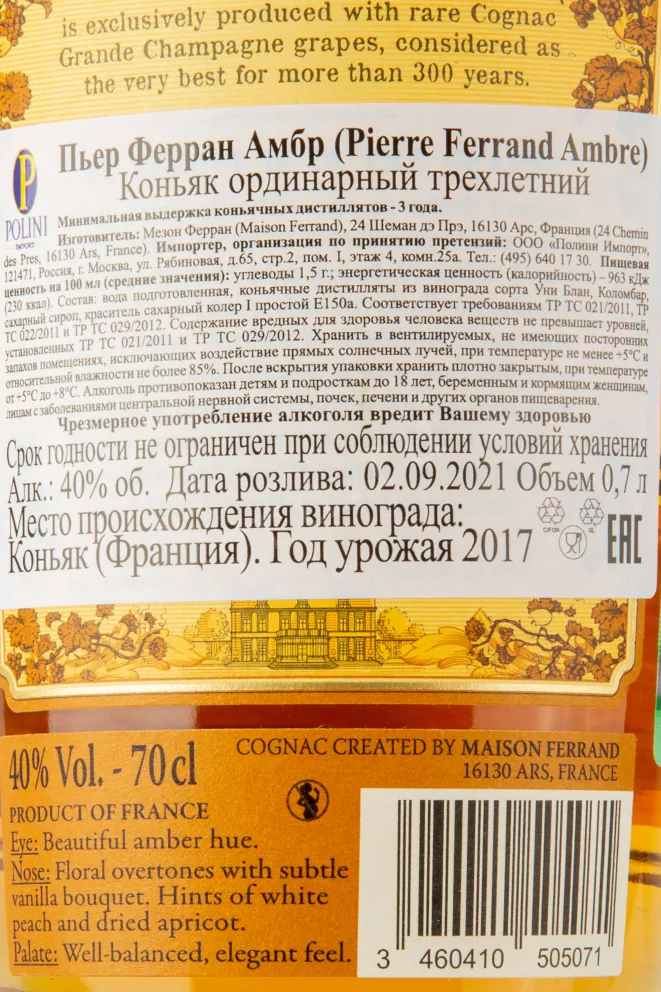 is exclusively produced with rare Cognac
Grande Champagne grapes, considered as
the very best for more than 300 years.
Пьер Ферран Амбр (Pierre Ferrand Ambre)
Коньяк ординарный трехлетний
POLINI
IMPORT
Минимальная выдержка коньячных дистиллятов - 3 года.
Изготовитель: Мезон Ферран (Maison Ferrand), 24 Шеман дэ Прэ, 16130 Арс, Франция (24 Chemin
des Pres, 16130 Ars, France). Импортер, организация по принятию претензий: ООО «Полини Импорт»,
121471, Россия, г. Москва, ул. Рябиновая, д.65, стр.2, пом. I, этаж 4, комн.25а. Тел.: (495) 640 17 30. Пищевая
ценность на 100 мл (средние значения): углеводы 1,5 г.; энергетическая ценность (калорийность) – 963 кДж
(230 ккал). Состав: вода подготовленная, коньячные дистилляты из винограда сорта Уни Блан, Коломбар,
сахарный сироп, краситель сахарный колер I простой Е150а. Соответствует требованиям ТР ТС 021/2011, ТР
ТС 022/2011 и ТР ТС 029/2012. Содержание вредных для здоровья человека веществ не превышает уровней,
установленных ТР ТС 021/2011 и ТР ТС 029/2012. Хранить в вентилируемых, не имеющих посторонних
запахов помещениях, исключающих воздействие прямых солнечных лучей, при температуре не менее +5°С и
относительной влажности не более 85%. После вскрытия упаковки хранить плотно закрытым, при температуре
от +5°С до +8°С. Алкоголь противопоказан детям и подросткам до 18 лет, беременным и кормящим женщинам,
лицам с заболеваниями центральной нервной системы, почек, печени и других органов пищеварения.
Чрезмерное употребление алкоголя вредит Вашему здоровью
Срок годности не ограничен при соблюдении условий хранения
Алк.: 40% об. Дата розлива: 02.09.2021 Объем 0,7 л
Место происхождения винограда:
Коньяк (Франция). Год урожая 2017
C/FOR GL
EAC
40% Vol. - 70 cl
COGNAC CREATED BY MAISON FERRAND
16130 ARS, FRANCE
PRODUCT OF FRANCE
Eye: Beautiful amber hue.
Nose: Floral overtones with subtle
vanilla bouquet. Hints of white
peach and dried apricot.
Palate: Well-balanced, elegant feel.
3 460410 505071